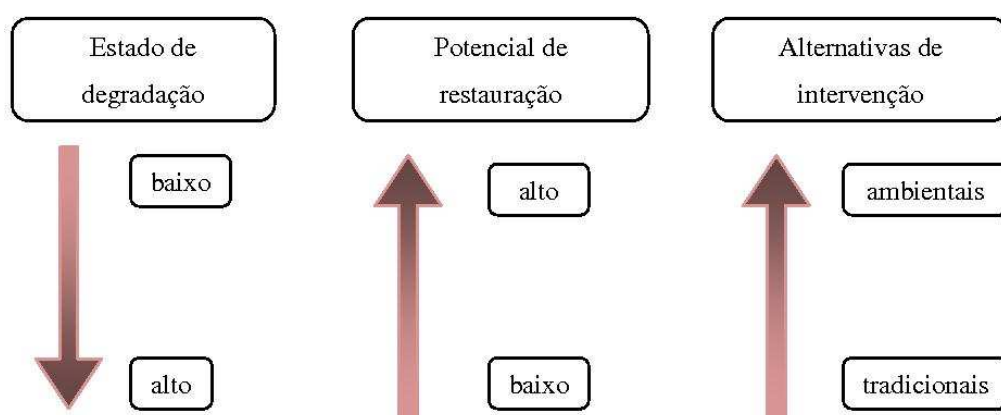 Estado de
degradação
Potencial de
restauração
Alternativas de
intervenção
baixo
alto
ambientais
alto
baixo
tradicionais